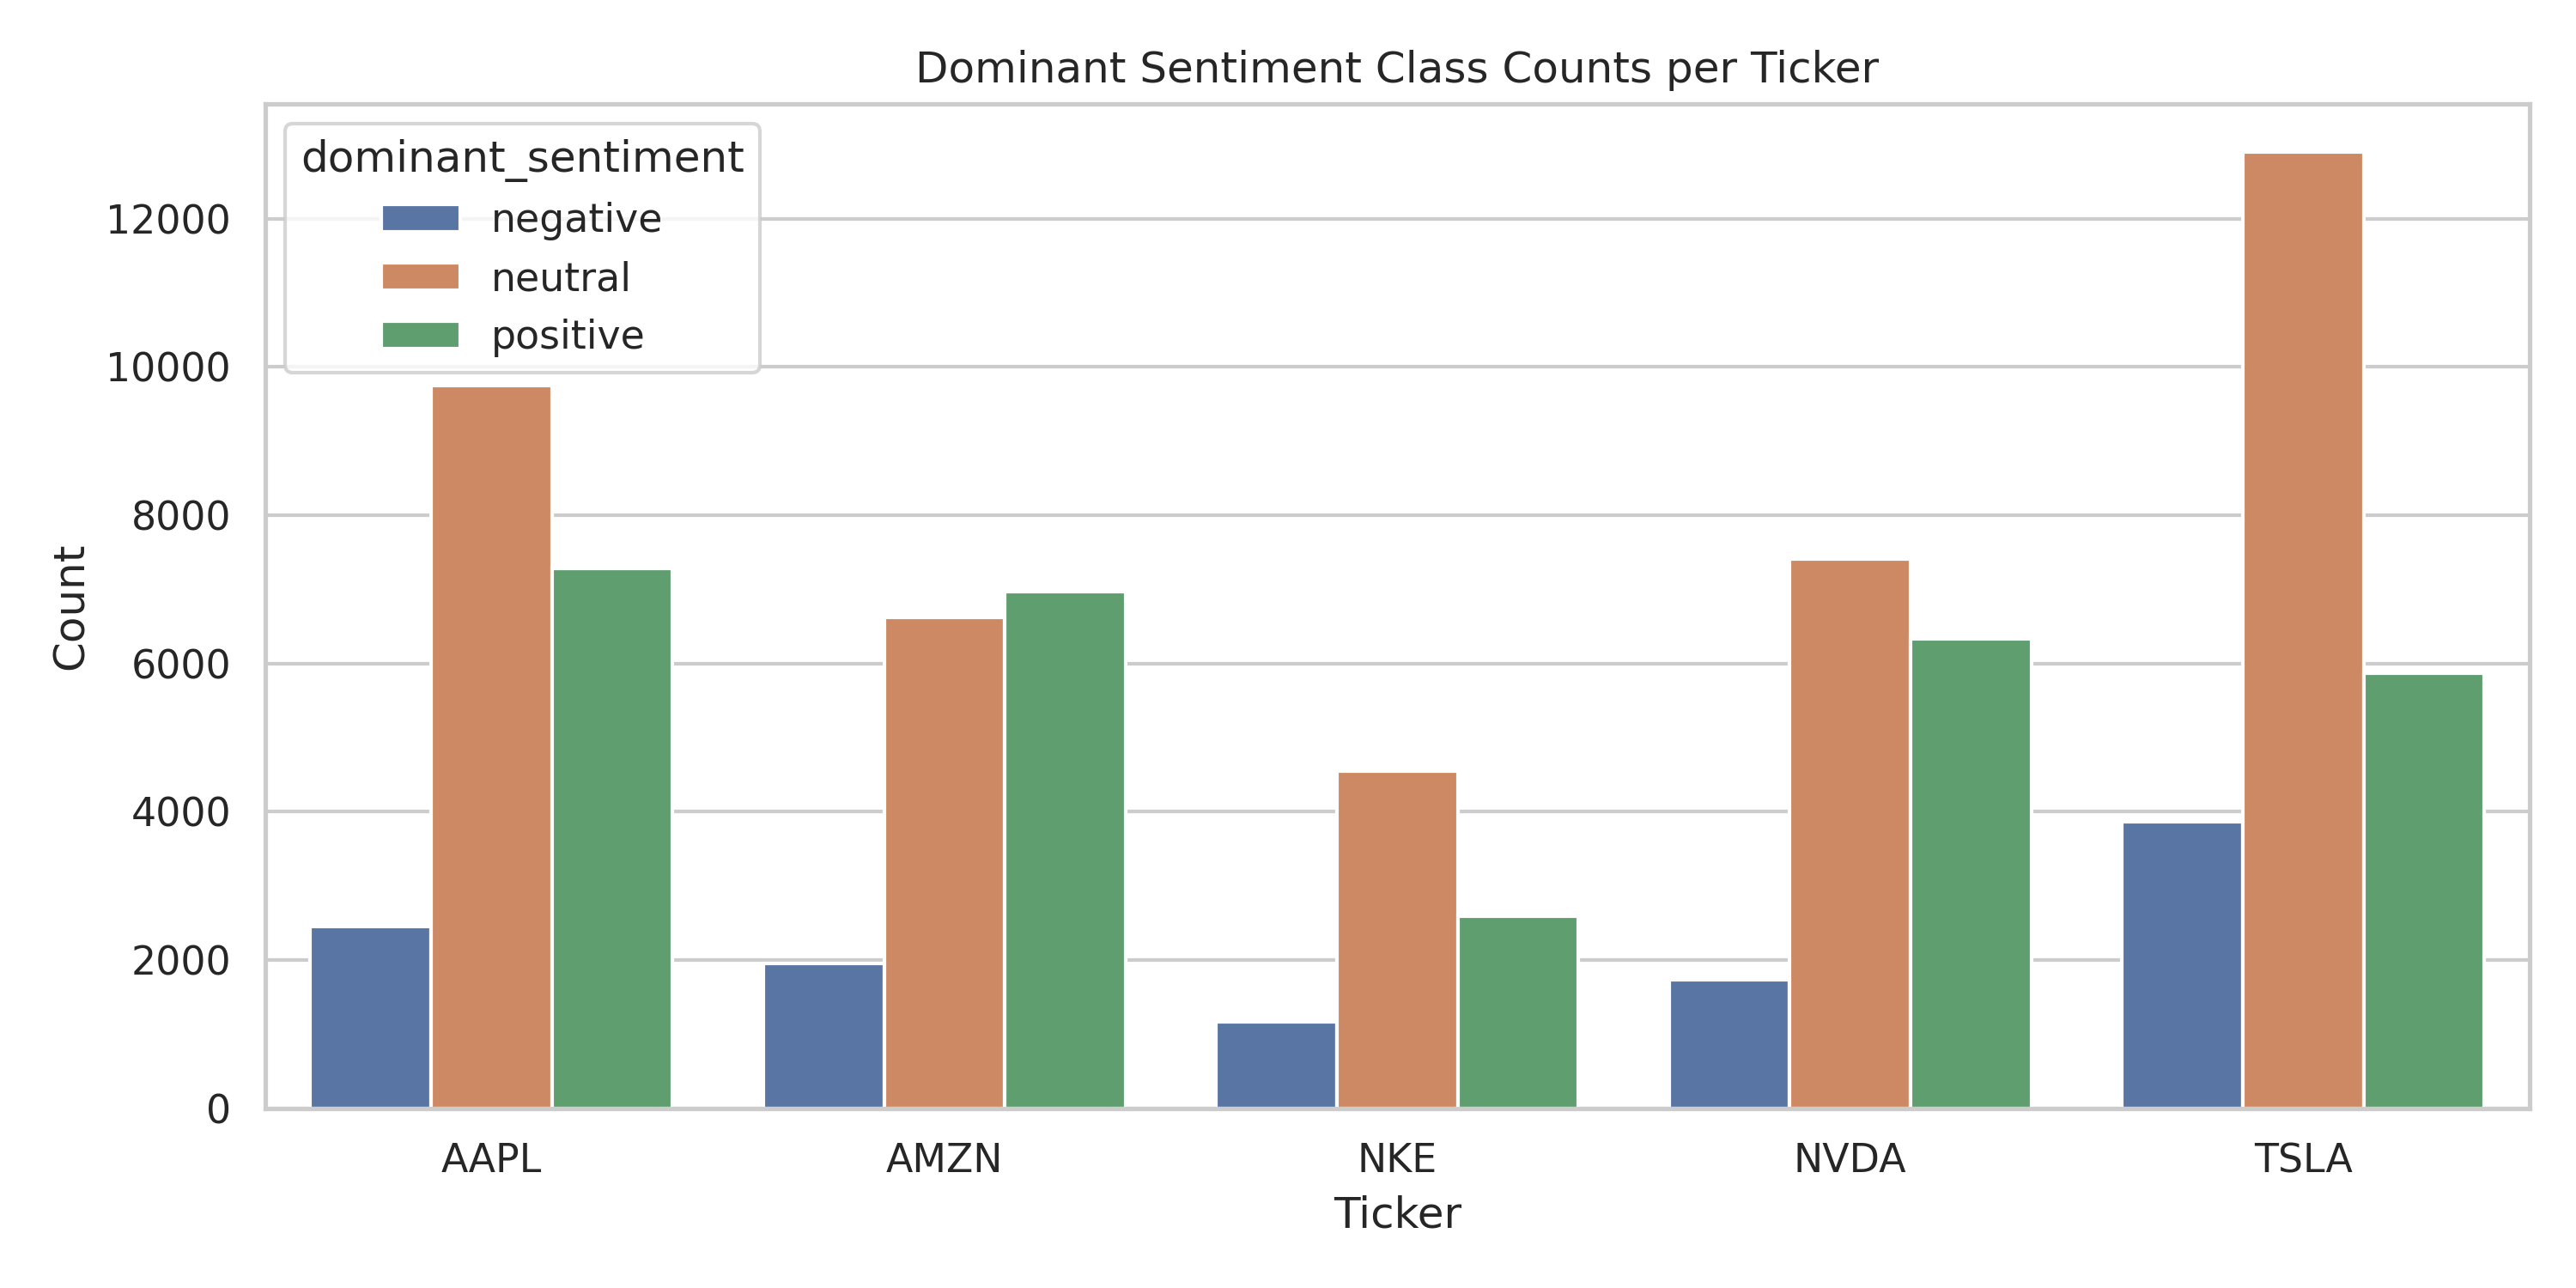 Dominant Sentiment Class Counts per Ticker
dominant_sentiment
negative
neutral
positive
Count
12000
10000
8000
6000
4000
2000
0
AAPL AMZN NKE NVDA TSLA
Ticker